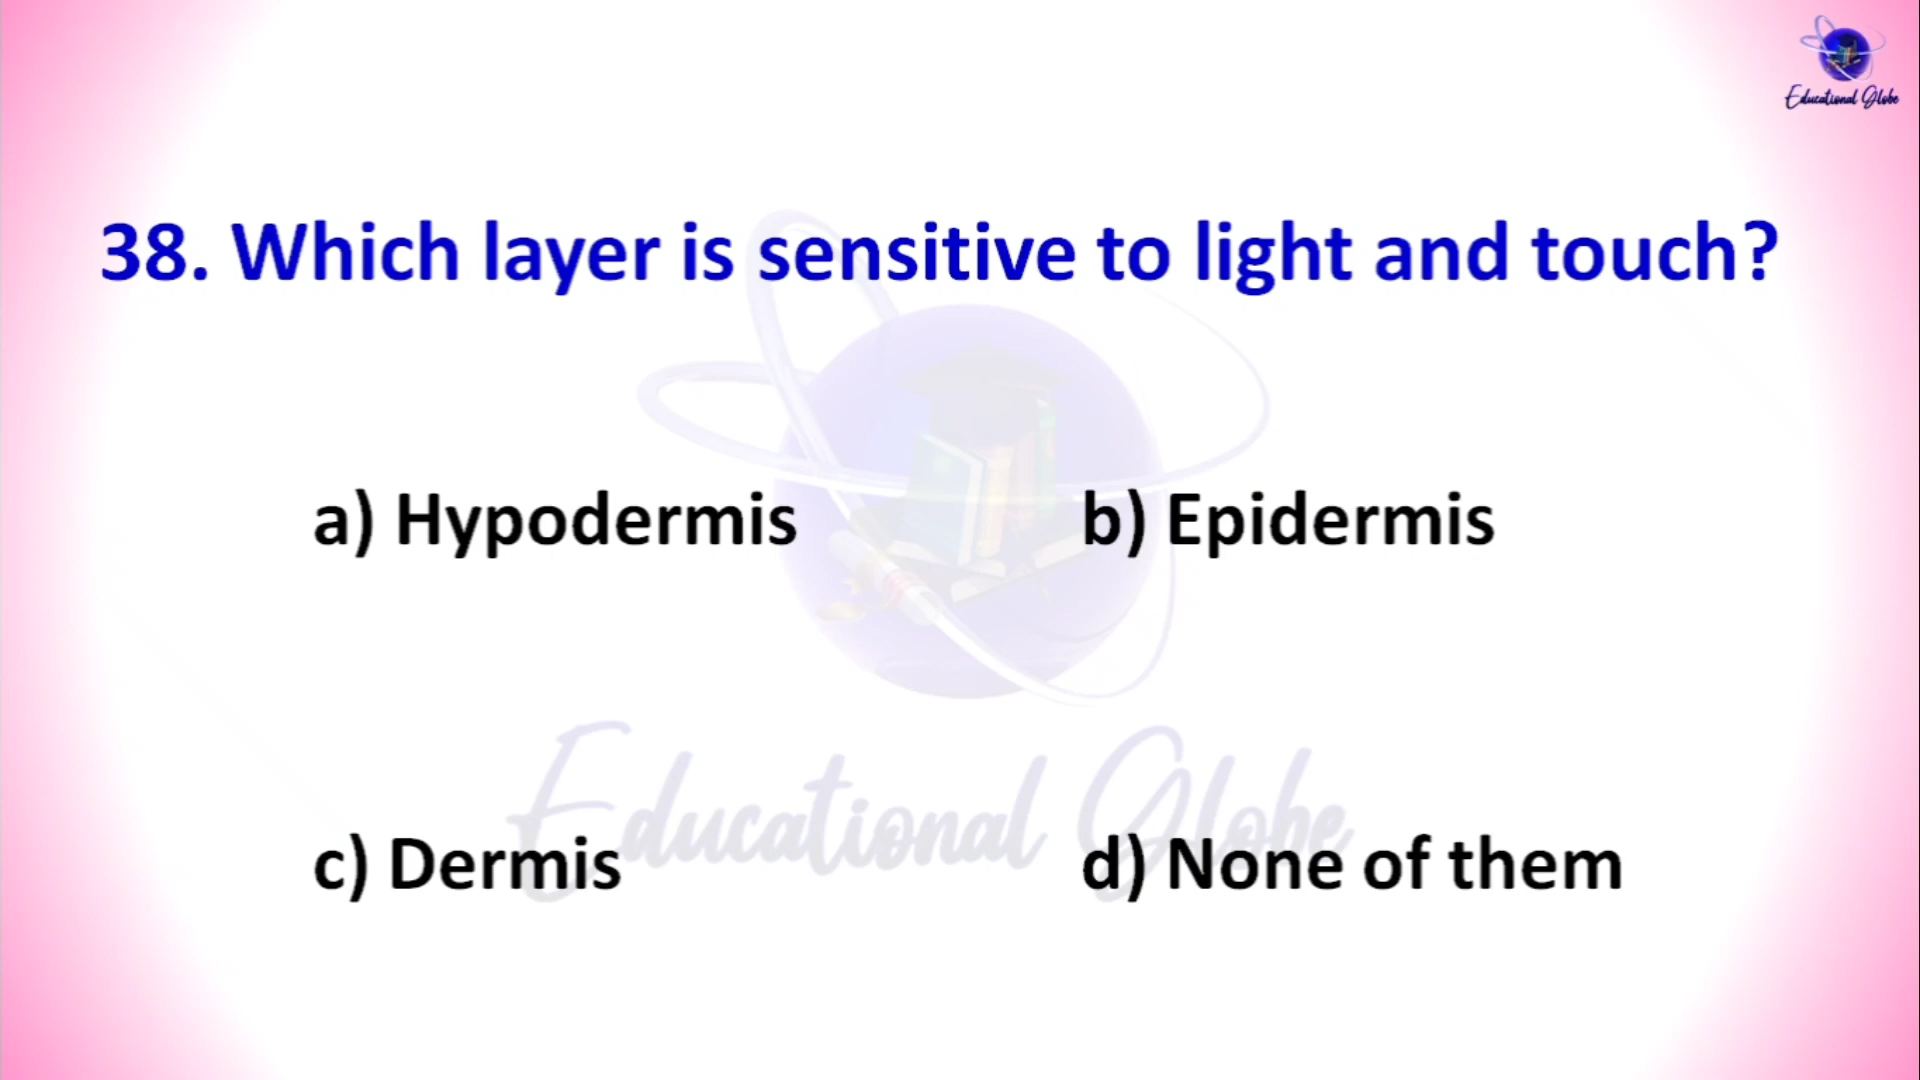 Educational Globe
38. Which layer is sensitive to light and touch?
a) Hypodermis
b) Epidermis
c) Dermis
d) None of them
Educational Globe